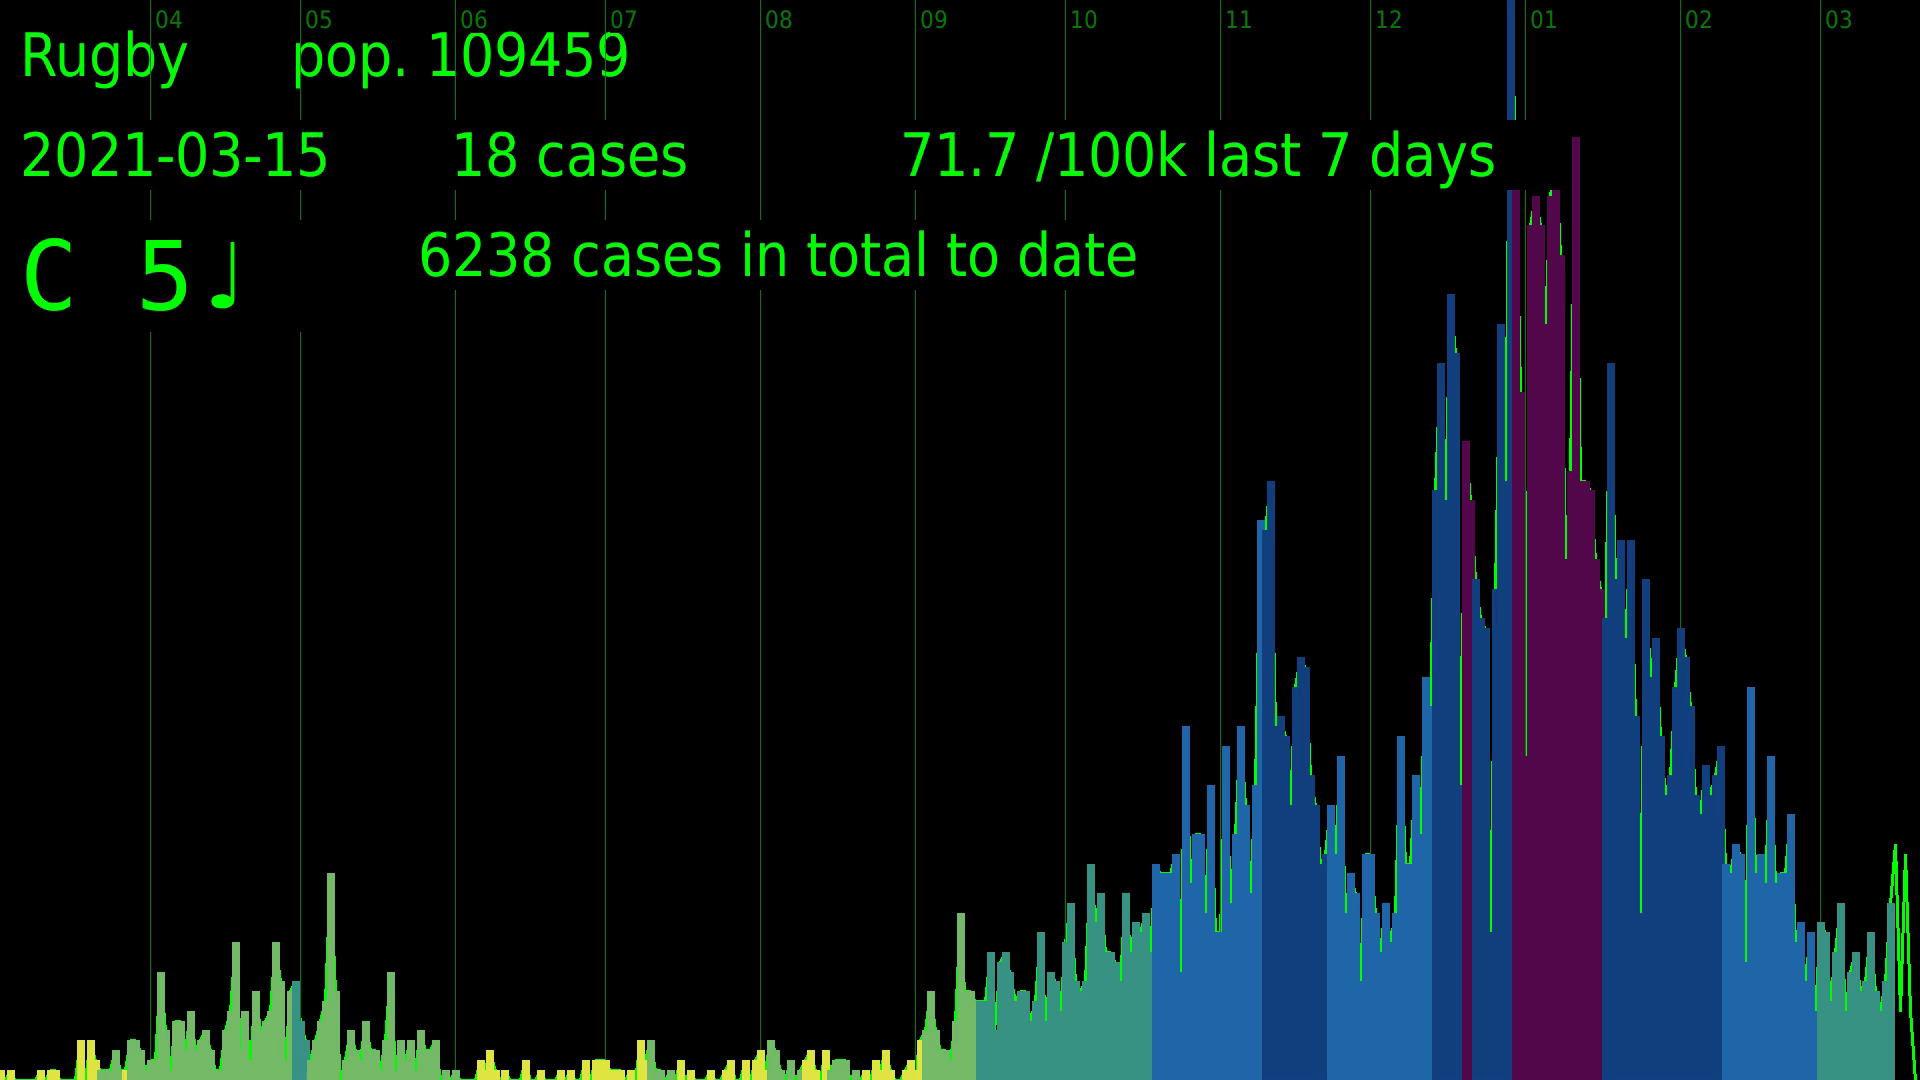 04 05 06 07 08 09 10 11 12 01 02 03
Rugby pop. 109459
2021-03-15 18 cases 71.7 /100k last 7 days
C 5♩ 6238 cases in total to date